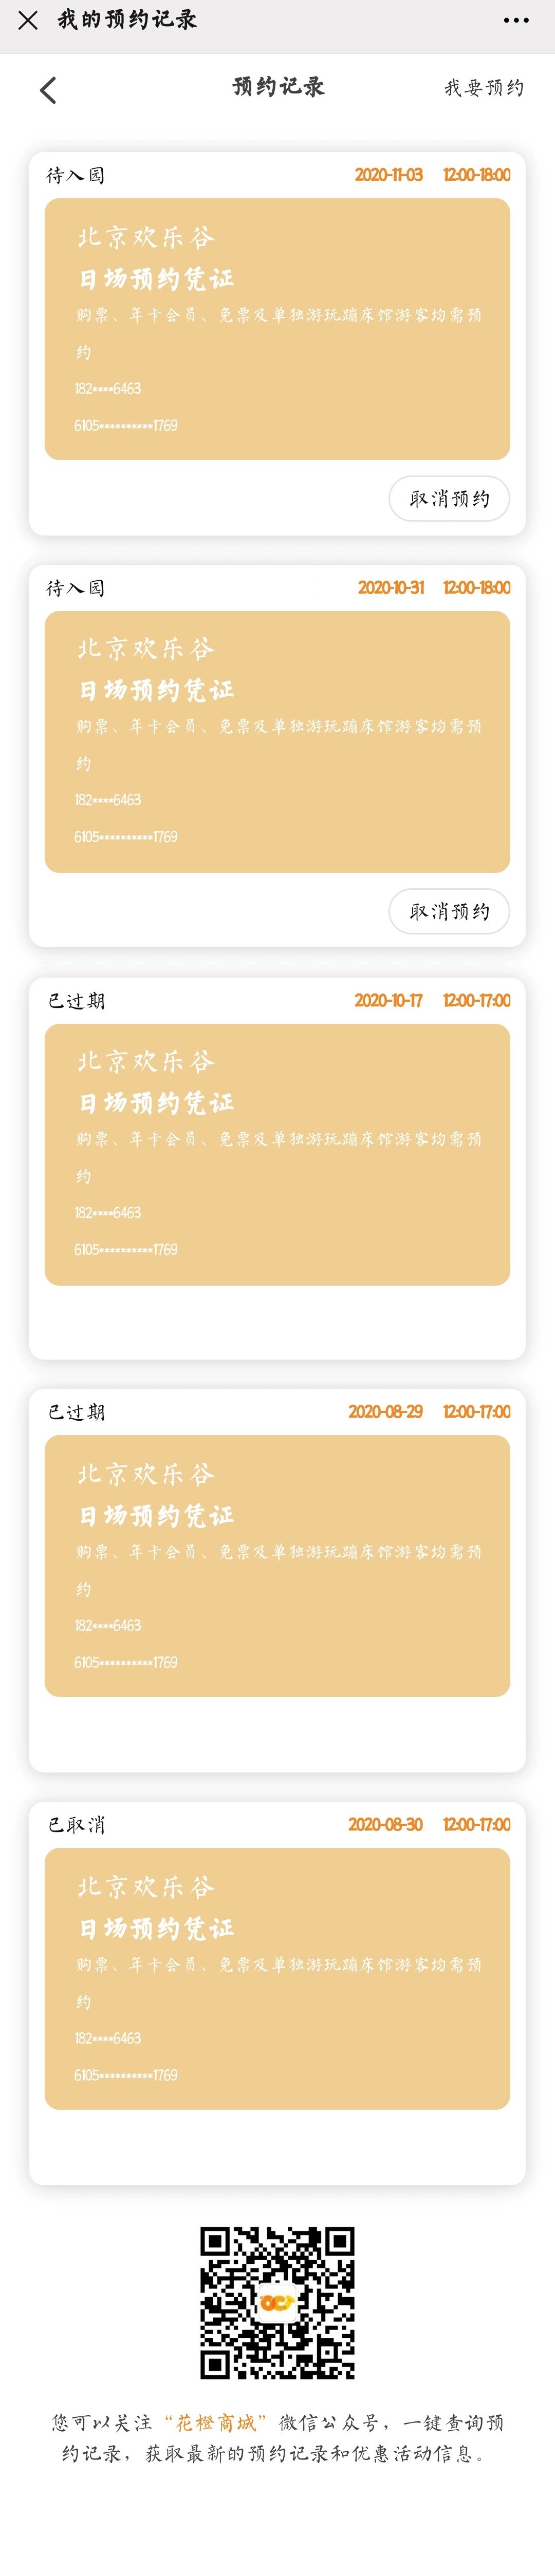 我的预约记录
预约记录 我要预约
待入园 2020-11-03 12:00-18:00
北京欢乐谷
日场预约凭证
购票、年卡会员、免票及单独游玩蹦床馆游客均需预
约
182****6463
6105**********1769
取消预约
待入园 2020-10-31 12:00-18:00
北京欢乐谷
日场预约凭证
购票、年卡会员、免票及单独游玩蹦床馆游客均需预
约
182****6463
6105**********1769
取消预约
已过期 2020-10-17 12:00-17:00
北京欢乐谷
日场预约凭证
购票、年卡会员、免票及单独游玩蹦床馆游客均需预
约
182****6463
6105**********1769
已过期 2020-08-29 12:00-17:00
北京欢乐谷
日场预约凭证
购票、年卡会员、免票及单独游玩蹦床馆游客均需预
约
182****6463
6105**********1769
已取消 2020-08-30 12:00-17:00
北京欢乐谷
日场预约凭证
购票、年卡会员、免票及单独游玩蹦床馆游客均需预
约
182****6463
6105**********1769
您可以关注“花橙商城”微信公众号，一键查询预
约记录，获取最新的预约记录和优惠活动信息。